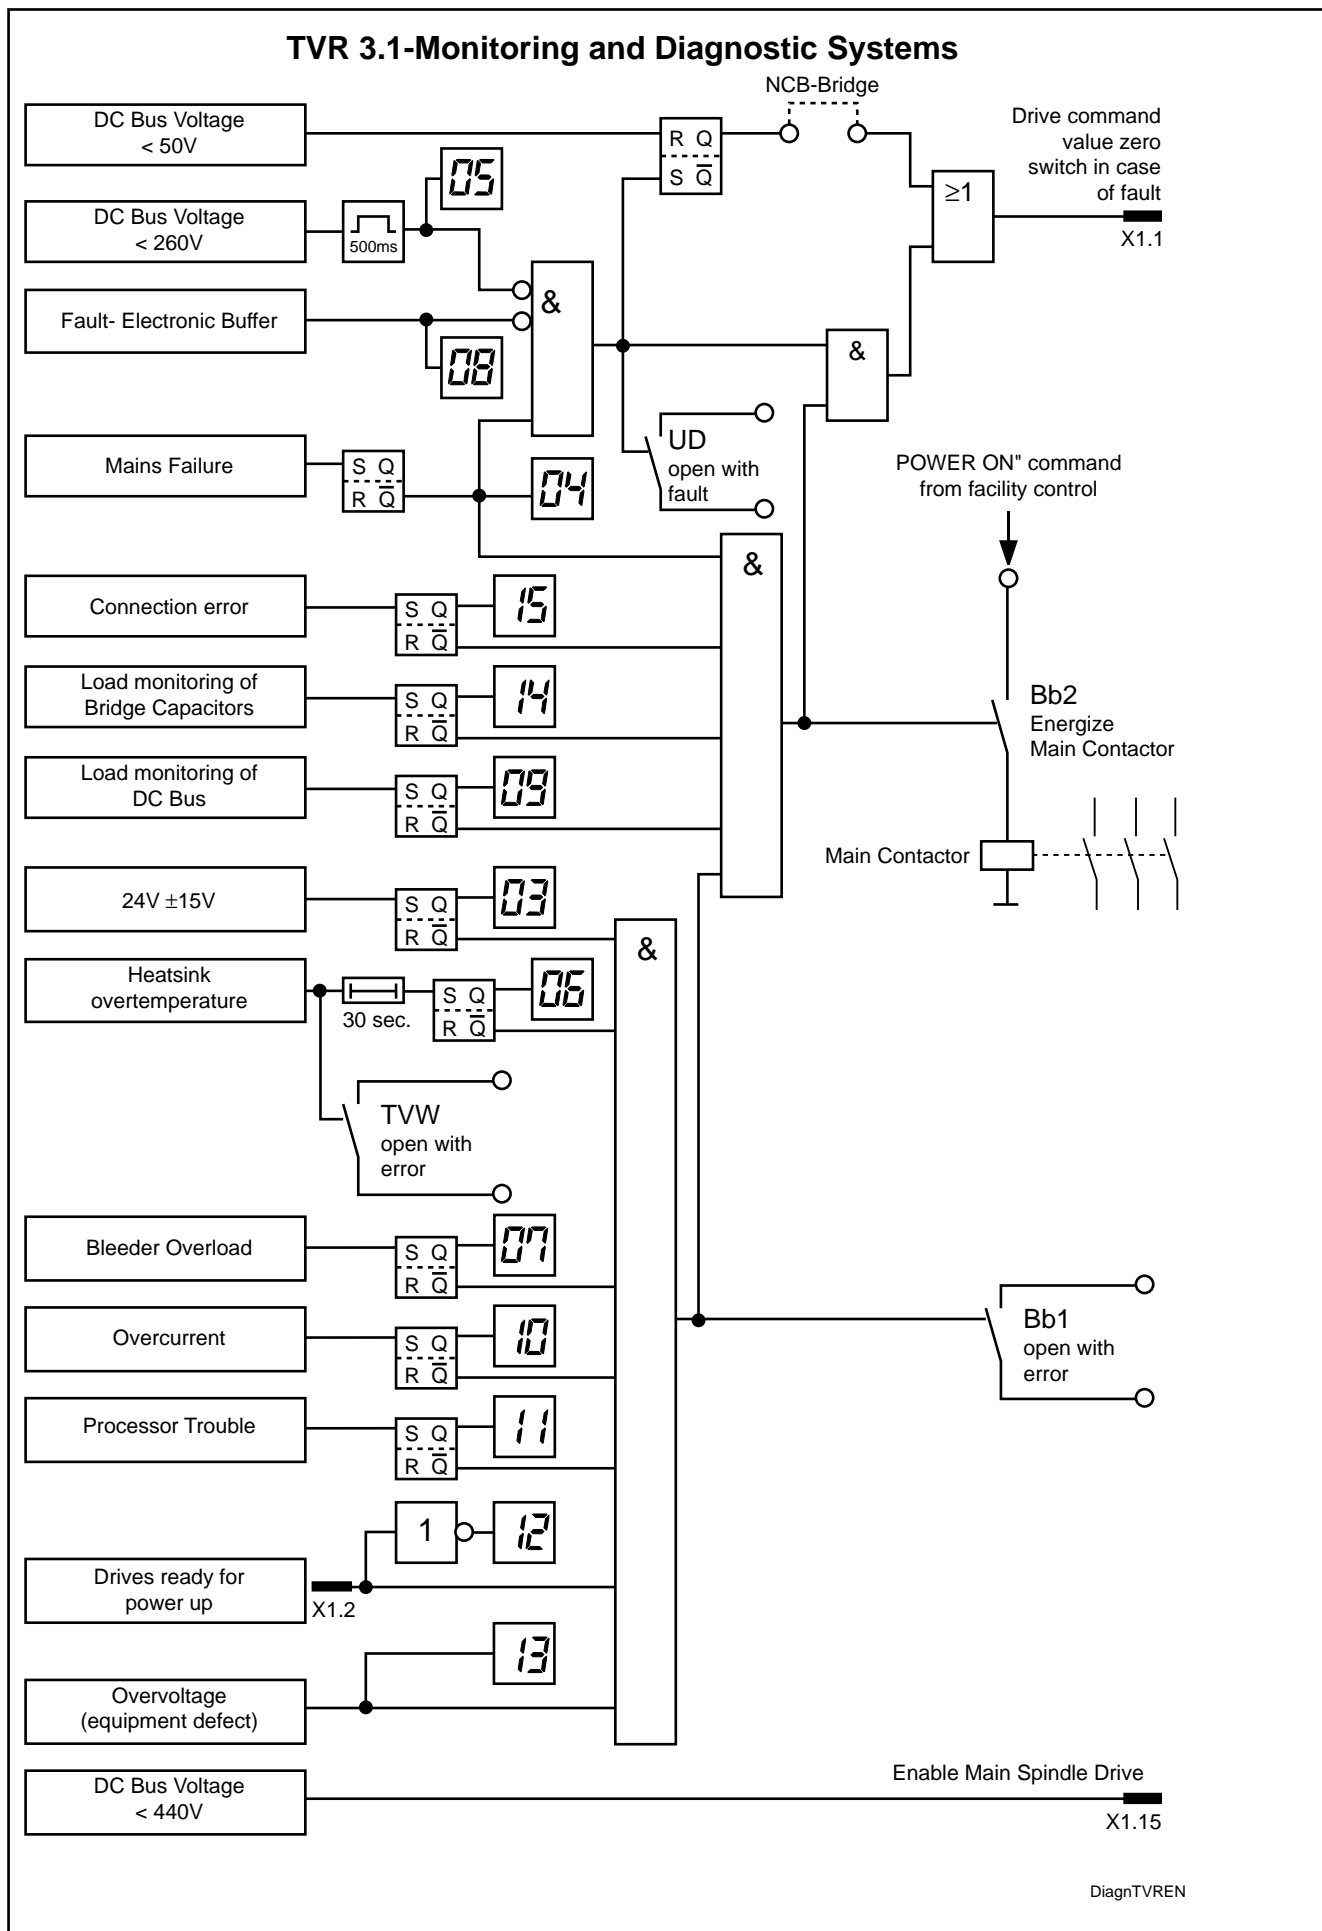 TVR 3.1-Monitoring and Diagnostic Systems
NCB-Bridge
DC Bus Voltage
< 50V
R Q
S Q̅
Drive command
value zero
switch in case
of fault
≥1
X1.1
05
DC Bus Voltage
< 260V
500ms
&
Fault- Electronic Buffer
08
&
Mains Failure
S Q
R Q̅
04
UD
open with
fault
POWER ON" command
from facility control
&
Connection error
S Q
R Q̅
15
Load monitoring of
Bridge Capacitors
S Q
R Q̅
14
Bb2
Energize
Main Contactor
Load monitoring of
DC Bus
S Q
R Q̅
09
Main Contactor
24V ±15V
S Q
R Q̅
03
&
Heatsink
overtemperature
30 sec.
S Q
R Q̅
06
TVW
open with
error
Bleeder Overload
S Q
R Q̅
07
Overcurrent
S Q
R Q̅
10
Bb1
open with
error
Processor Trouble
S Q
R Q̅
11
1
12
Drives ready for
power up
X1.2
13
Overvoltage
(equipment defect)
DC Bus Voltage
< 440V
Enable Main Spindle Drive
X1.15
DiagnTVREN